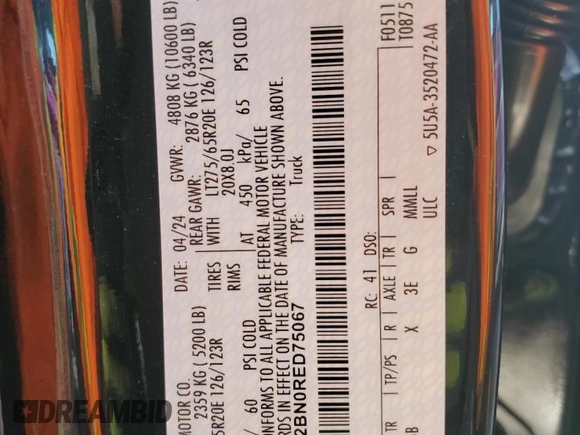 MOTOR CO.
DATE: 04/24 GVWR: 4808 KG (10600 LB)
2359 KG ( 5200 LB) REAR GAWR: 2876 KG ( 6340 LB)
5R20E 126/123R TIRES WITH LT275/65R20E 126/123R
RIMS 20X8.0J
60 PSI COLD AT 450 kPa/ 65 PSI COLD
ONFORMS TO ALL APPLICABLE FEDERAL MOTOR VEHICLE
RDS IN EFFECT ON THE DATE OF MANUFACTURE SHOWN ABOVE.
2BN0RED75067 TYPE: Truck
F0511
T0875
RC: 41 DSO:
TR TP/PS R AXLE TR SPR
B X 3E G MMLL
ULC
▽ 5U5A-3520472-AA
DREAMBID